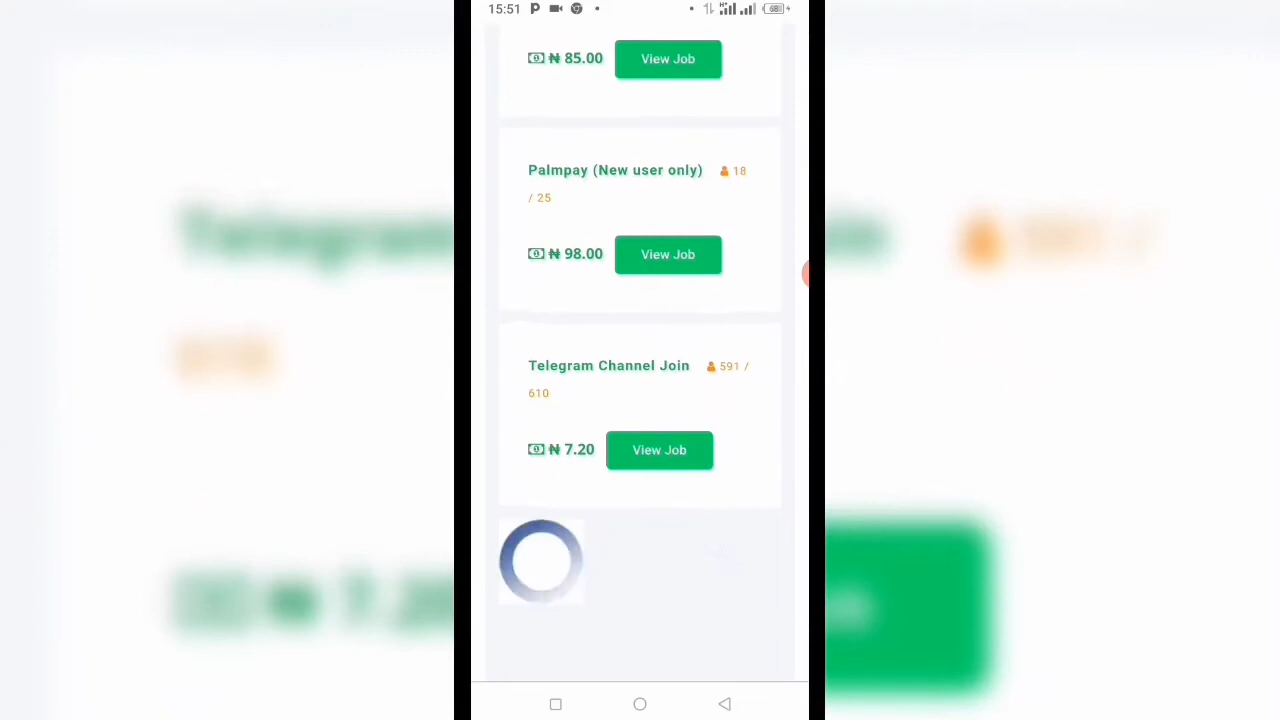 15:51 68
₦ 85.00 View Job
Palmpay (New user only) 18
/ 25
₦ 98.00 View Job
Telegram Channel Join 591 /
610
₦ 7.20 View Job